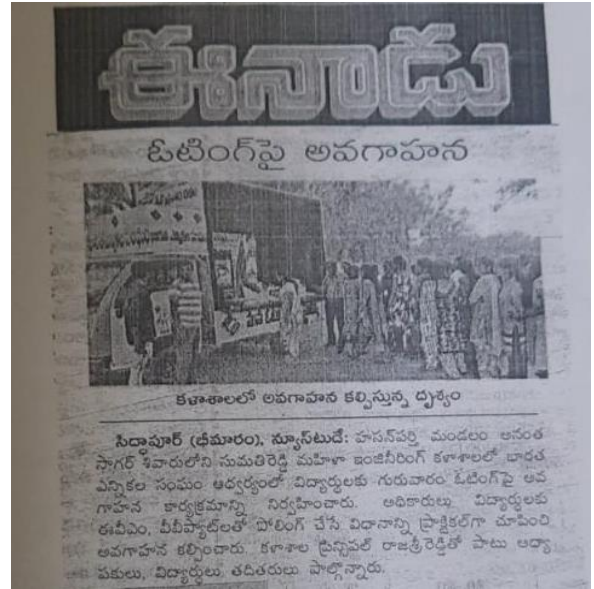 ఈనాడు
ఓటింగ్‌పై అవగాహన
కళాశాలలో అవగాహన కల్పిస్తున్న దృశ్యం
సిద్ధాపూర్ (భీమారం), న్యూస్‌టుడే: హసన్‌పర్తి మండలం అనంత
సాగర్ శివారులోని సుమతిరెడ్డి మహిళా ఇంజినీరింగ్ కళాశాలలో భారత
ఎన్నికల సంఘం ఆధ్వర్యంలో విద్యార్థులకు గురువారం ఓటింగ్‌పై అవ
గాహన కార్యక్రమాన్ని నిర్వహించారు. అధికారులు విద్యార్థులకు
ఈవీఎం, వీవీప్యాట్‌లతో పోలింగ్ చేసే విధానాన్ని ప్రాక్టికల్‌గా చూపించి
అవగాహన కల్పించారు. కళాశాల ప్రిన్సిపల్ రాజశ్రీరెడ్డితో పాటు అధ్యా
పకులు, విద్యార్థులు తదితరులు పాల్గొన్నారు.